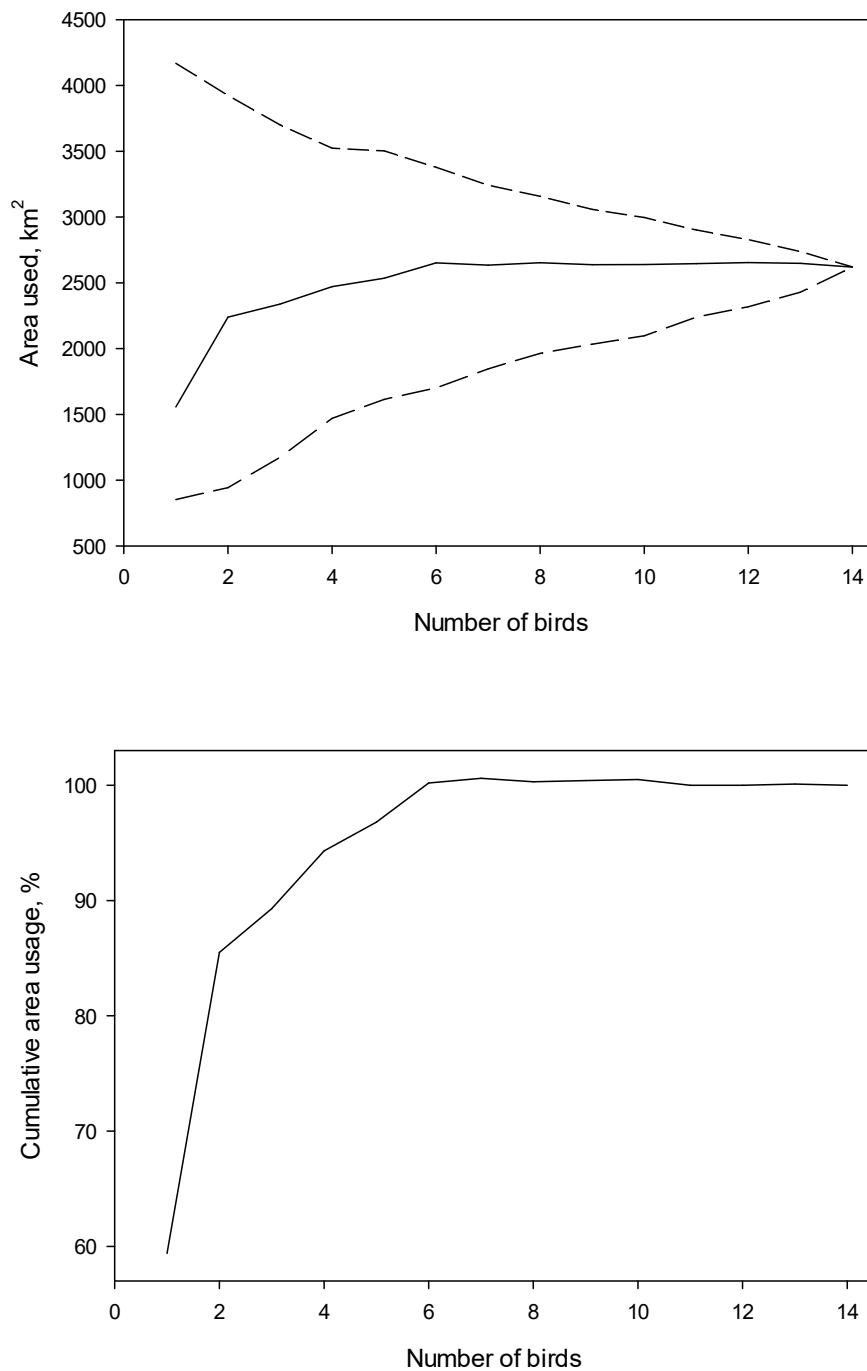 4500
4000
3500
3000
2500
2000
1500
1000
500
Area used, km²
0 2 4 6 8 10 12 14
Number of birds
100
90
80
70
60
Cumulative area usage, %
0 2 4 6 8 10 12 14
Number of birds